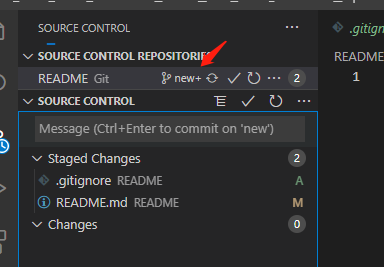 SOURCE CONTROL
SOURCE CONTROL REPOSITORIES
README Git new+ 2
SOURCE CONTROL
Message (Ctrl+Enter to commit on 'new')
Staged Changes 2
.gitignore README A
README.md README M
Changes 0
.gitign
README
1